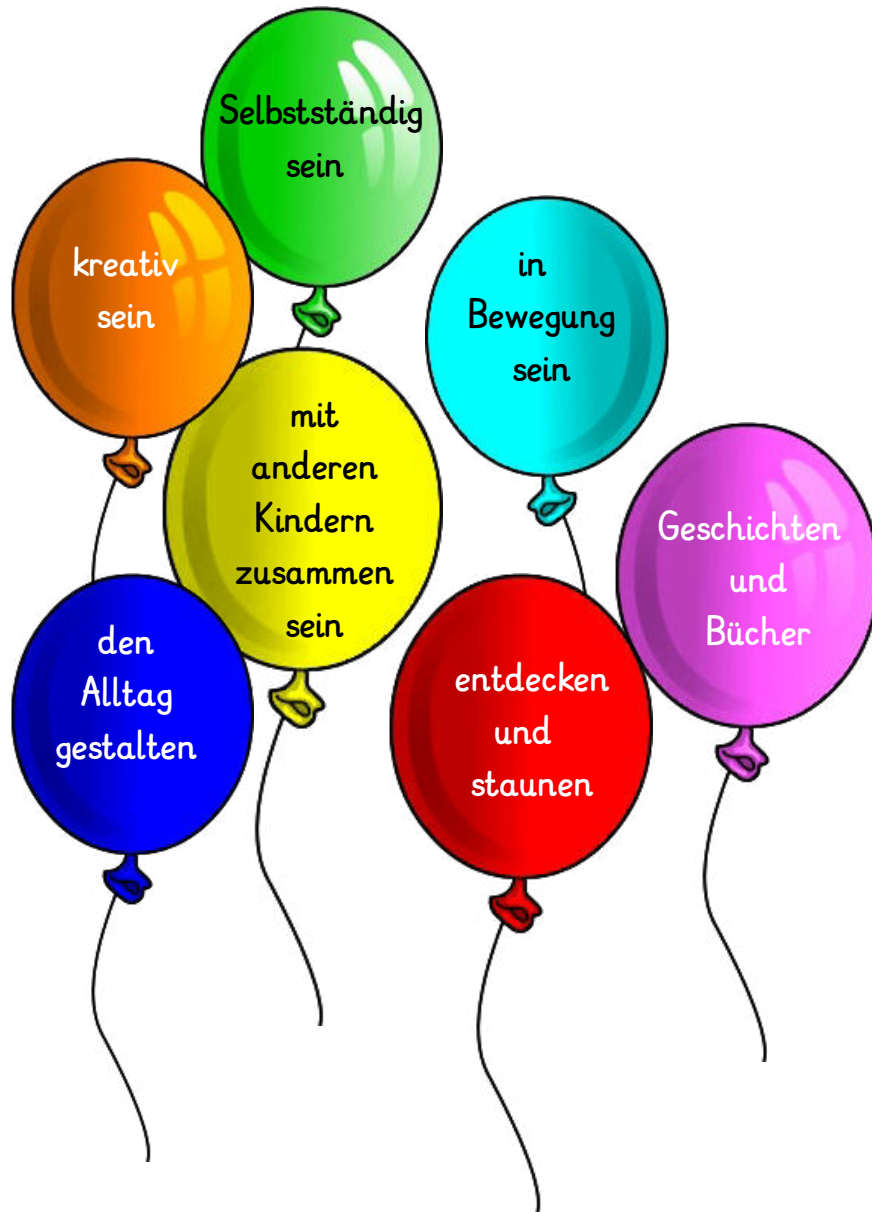 Selbstständig
sein
kreativ
sein
in
Bewegung
sein
mit
anderen
Kindern
zusammen
sein
Geschichten
und
Bücher
den
Alltag
gestalten
entdecken
und
staunen